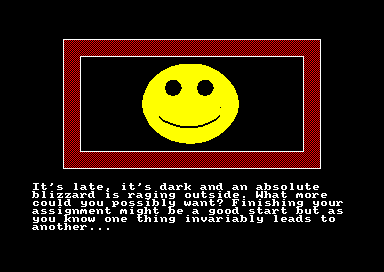 It's late, it's dark and an absolute
blizzard is raging outside. What more
could you possibly want? Finishing your
assignment might be a good start but as
you know one thing invariably leads to
another...